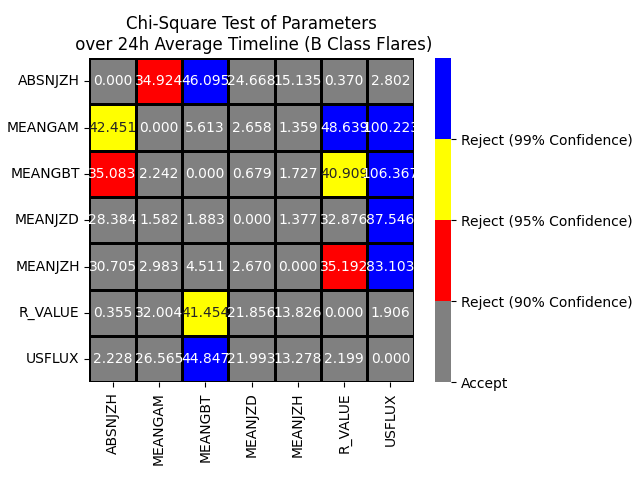 Chi-Square Test of Parameters
over 24h Average Timeline (B Class Flares)
ABSNJZH 0.000 34.924 46.095 24.668 15.135 0.370 2.802
MEANGAM 42.451 0.000 5.613 2.658 1.359 48.639 100.223
MEANGBT 35.083 2.242 0.000 0.679 1.727 40.909 106.367
MEANJZD 28.384 1.582 1.883 0.000 1.377 32.876 87.546
MEANJZH 30.705 2.983 4.511 2.670 0.000 35.192 83.103
R_VALUE 0.355 32.004 41.454 21.856 13.826 0.000 1.906
USFLUX 2.228 26.565 44.847 21.993 13.278 2.199 0.000
ABSNJZH MEANGAM MEANGBT MEANJZD MEANJZH R_VALUE USFLUX
Reject (99% Confidence)
Reject (95% Confidence)
Reject (90% Confidence)
Accept